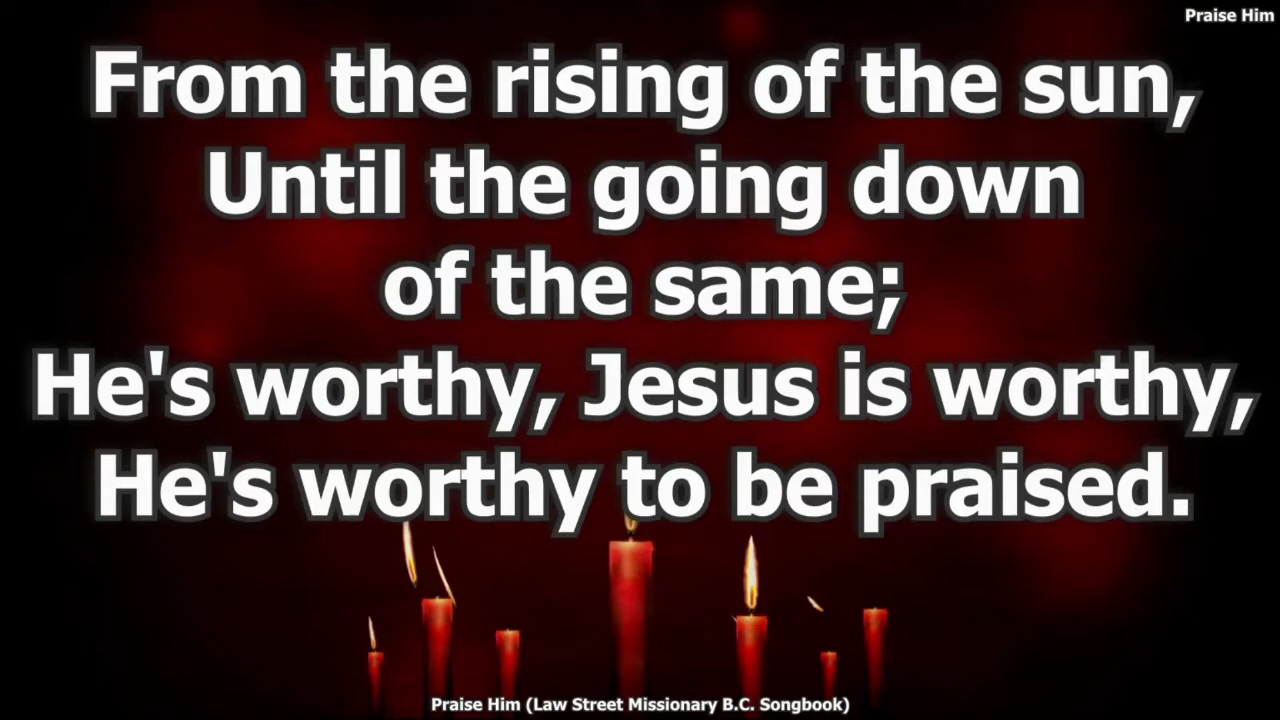 Praise Him
From the rising of the sun,
Until the going down
of the same;
He's worthy, Jesus is worthy,
He's worthy to be praised.
Praise Him (Law Street Missionary B.C. Songbook)